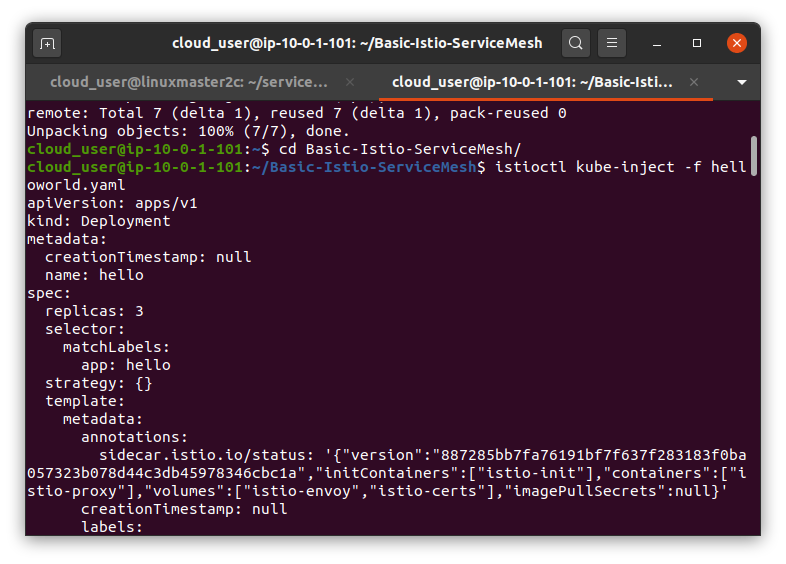 cloud_user@ip-10-0-1-101: ~/Basic-Istio-ServiceMesh
cloud_user@linuxmaster2c: ~/service...
cloud_user@ip-10-0-1-101: ~/Basic-Isti...
remote: Total 7 (delta 1), reused 7 (delta 1), pack-reused 0
Unpacking objects: 100% (7/7), done.
cloud_user@ip-10-0-1-101:~$ cd Basic-Istio-ServiceMesh/
cloud_user@ip-10-0-1-101:~/Basic-Istio-ServiceMesh$ istioctl kube-inject -f hell
oworld.yaml
apiVersion: apps/v1
kind: Deployment
metadata:
  creationTimestamp: null
  name: hello
spec:
  replicas: 3
  selector:
    matchLabels:
      app: hello
  strategy: {}
  template:
    metadata:
      annotations:
        sidecar.istio.io/status: '{"version":"887285bb7fa76191bf7f637f283183f0ba
057323b078d44c3db45978346cbc1a","initContainers":["istio-init"],"containers":["i
stio-proxy"],"volumes":["istio-envoy","istio-certs"],"imagePullSecrets":null}'
      creationTimestamp: null
      labels: